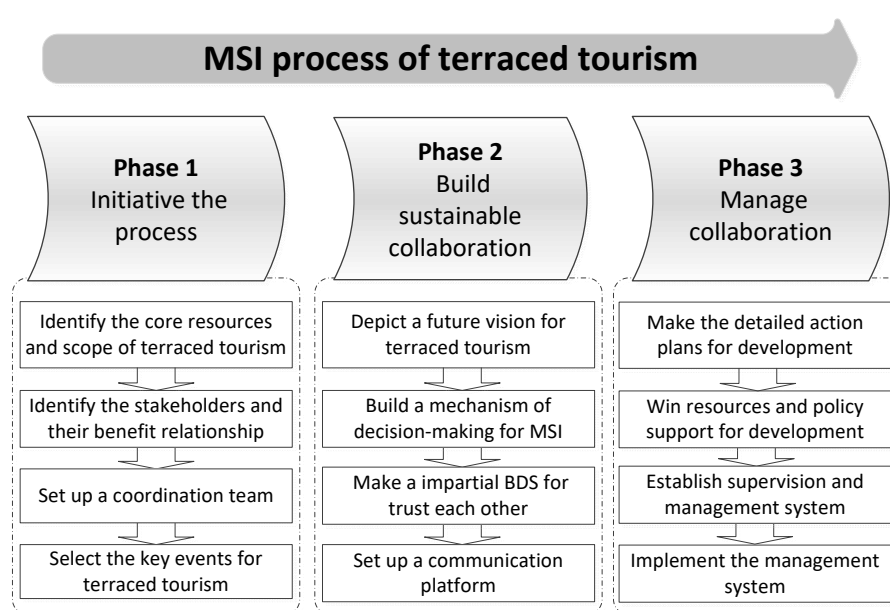 MSI process of terraced tourism
Phase 1
Initiative the
process
Identify the core resources
and scope of terraced tourism
Identify the stakeholders and
their benefit relationship
Set up a coordination team
Select the key events for
terraced tourism
Phase 2
Build
sustainable
collaboration
Depict a future vision for
terraced tourism
Build a mechanism of
decision-making for MSI
Make a impartial BDS for
trust each other
Set up a communication
platform
Phase 3
Manage
collaboration
Make the detailed action
plans for development
Win resources and policy
support for development
Establish supervision and
management system
Implement the management
system